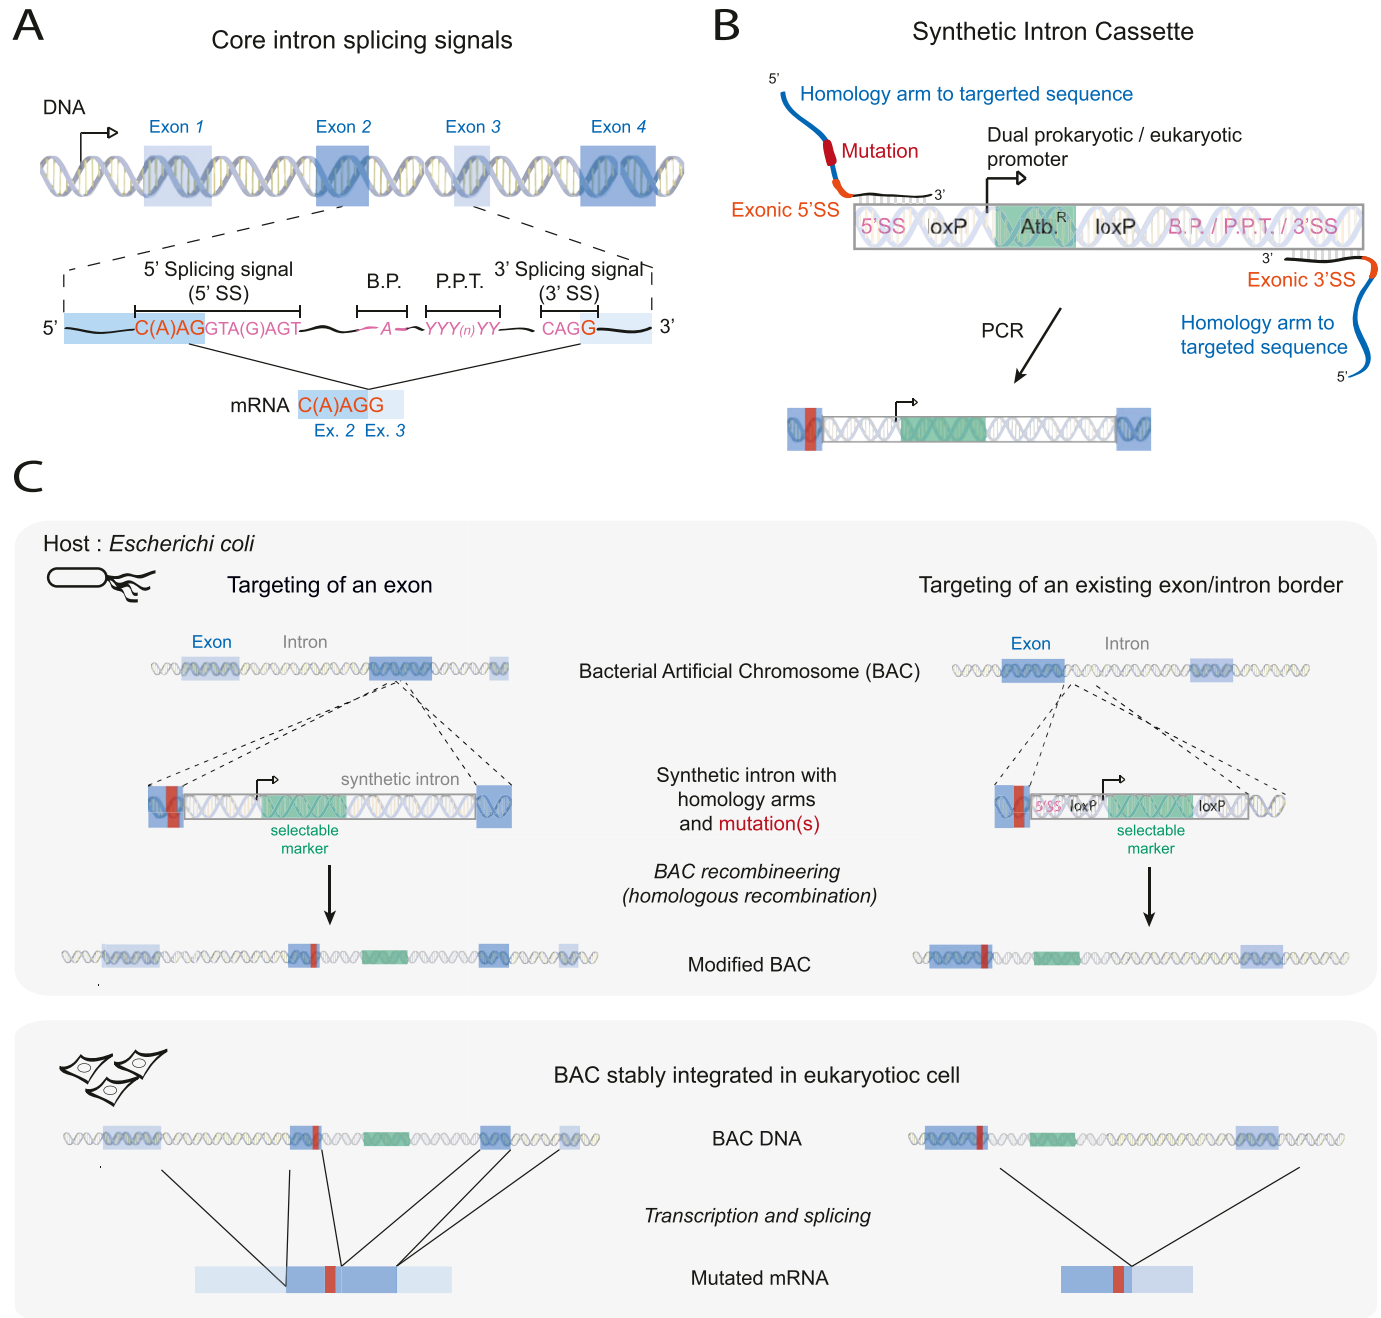 A
Core intron splicing signals
DNA
Exon 1
Exon 2
Exon 3
Exon 4
5' Splicing signal
(5' SS)
B.P.
P.P.T.
3' Splicing signal
(3' SS)
5'
C(A)AGGTA(G)AGT
A
YYY(n)YY
CAGG
3'
mRNA
C(A)AGG
Ex. 2
Ex. 3
B
Synthetic Intron Cassette
5'
Homology arm to targerted sequence
Mutation
Dual prokaryotic / eukaryotic
promoter
3'
Exonic 5'SS
5'SS
loxP
Atb.R
loxP
B.P. / P.P.T. / 3'SS
3'
Exonic 3'SS
Homology arm to
targeted sequence
5'
PCR
C
Host : Escherichi coli
Targeting of an exon
Targeting of an existing exon/intron border
Exon
Intron
Exon
Intron
Bacterial Artificial Chromosome (BAC)
synthetic intron
selectable
marker
Synthetic intron with
homology arms
and mutation(s)
5'SS
loxP
loxP
selectable
marker
BAC recombineering
(homologous recombination)
Modified BAC
BAC stably integrated in eukaryotioc cell
BAC DNA
Transcription and splicing
Mutated mRNA